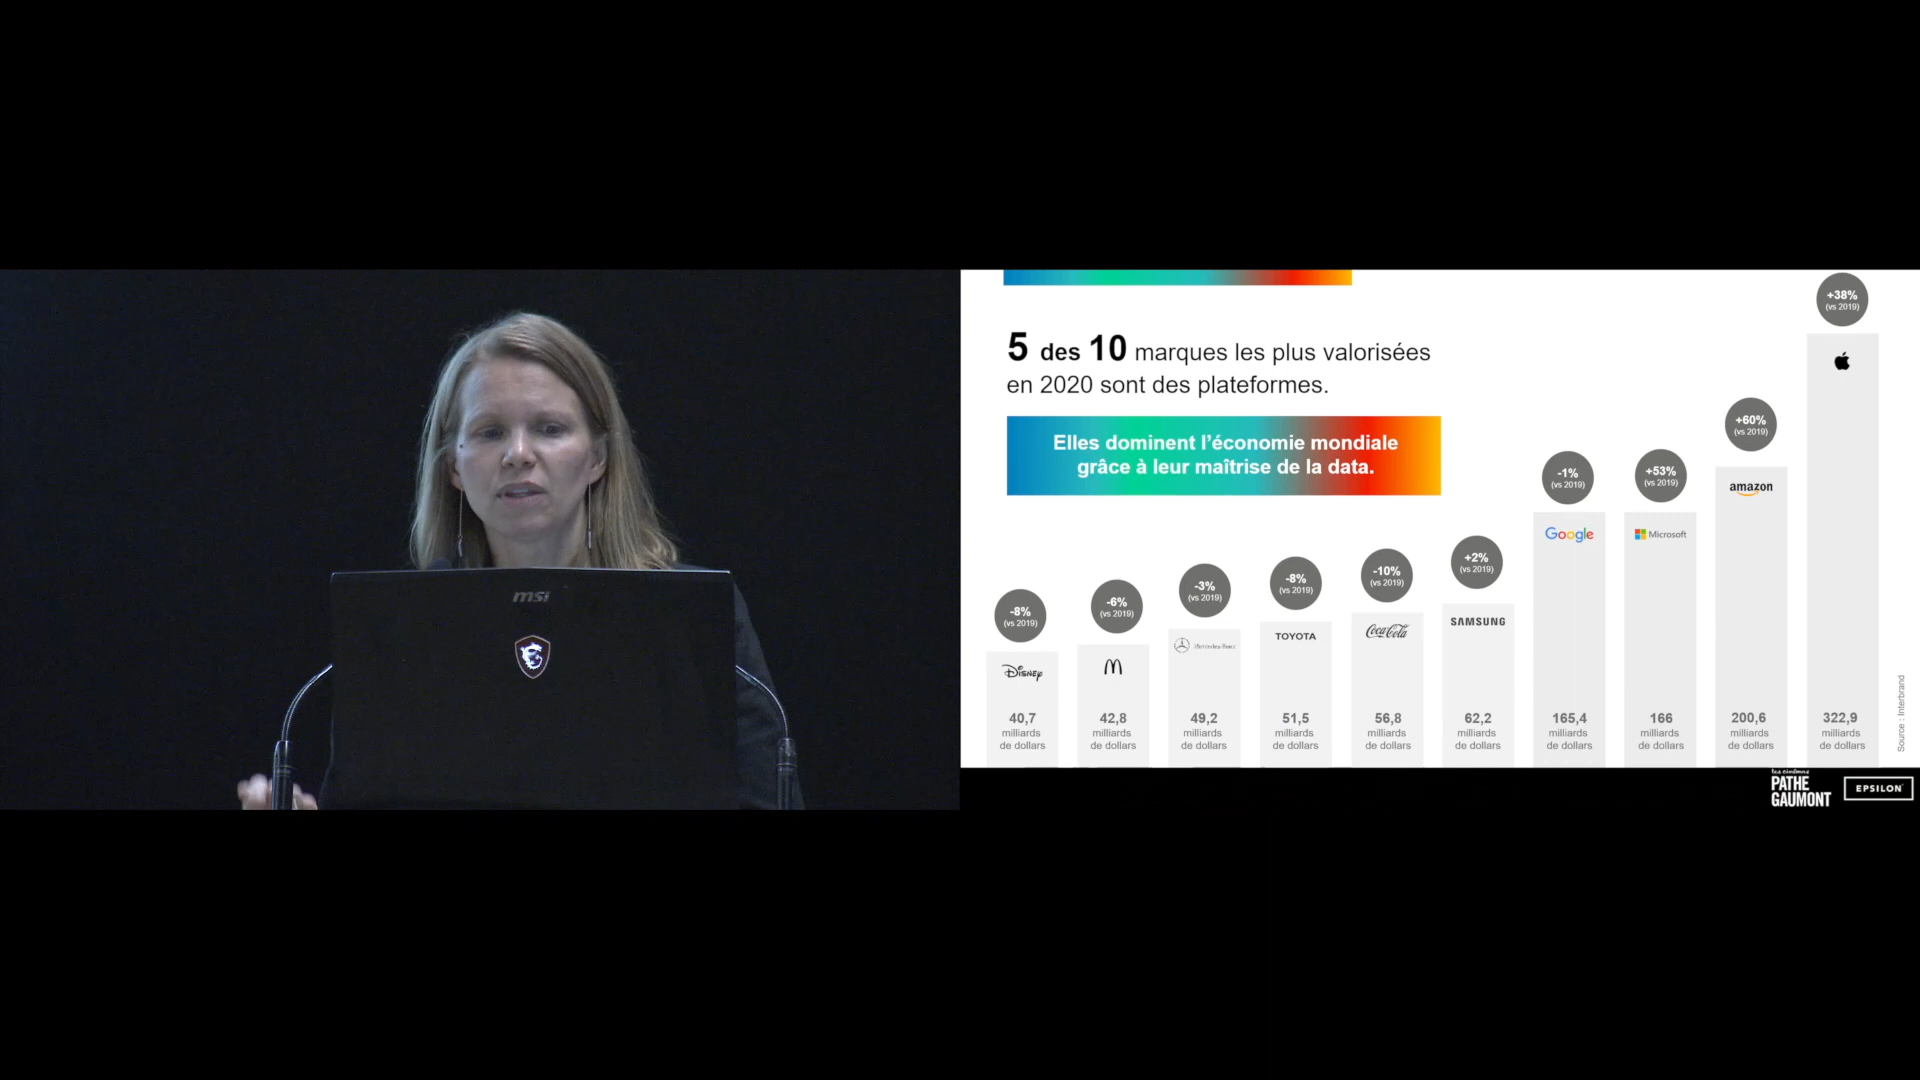 msi
5 des 10 marques les plus valorisées
en 2020 sont des plateformes.
Elles dominent l'économie mondiale
grâce à leur maîtrise de la data.
-8%
(vs 2019)
DISNEY
40,7
milliards
de dollars
-6%
(vs 2019)
42,8
milliards
de dollars
-3%
(vs 2019)
Mercedes-Benz
49,2
milliards
de dollars
-8%
(vs 2019)
TOYOTA
51,5
milliards
de dollars
-10%
(vs 2019)
Coca-Cola
56,8
milliards
de dollars
+2%
(vs 2019)
SAMSUNG
62,2
milliards
de dollars
-1%
(vs 2019)
Google
165,4
milliards
de dollars
+53%
(vs 2019)
Microsoft
166
milliards
de dollars
+60%
(vs 2019)
amazon
200,6
milliards
de dollars
+38%
(vs 2019)
322,9
milliards
de dollars
Source : Interbrand
les cinémas
PATHE
GAUMONT
EPSILON